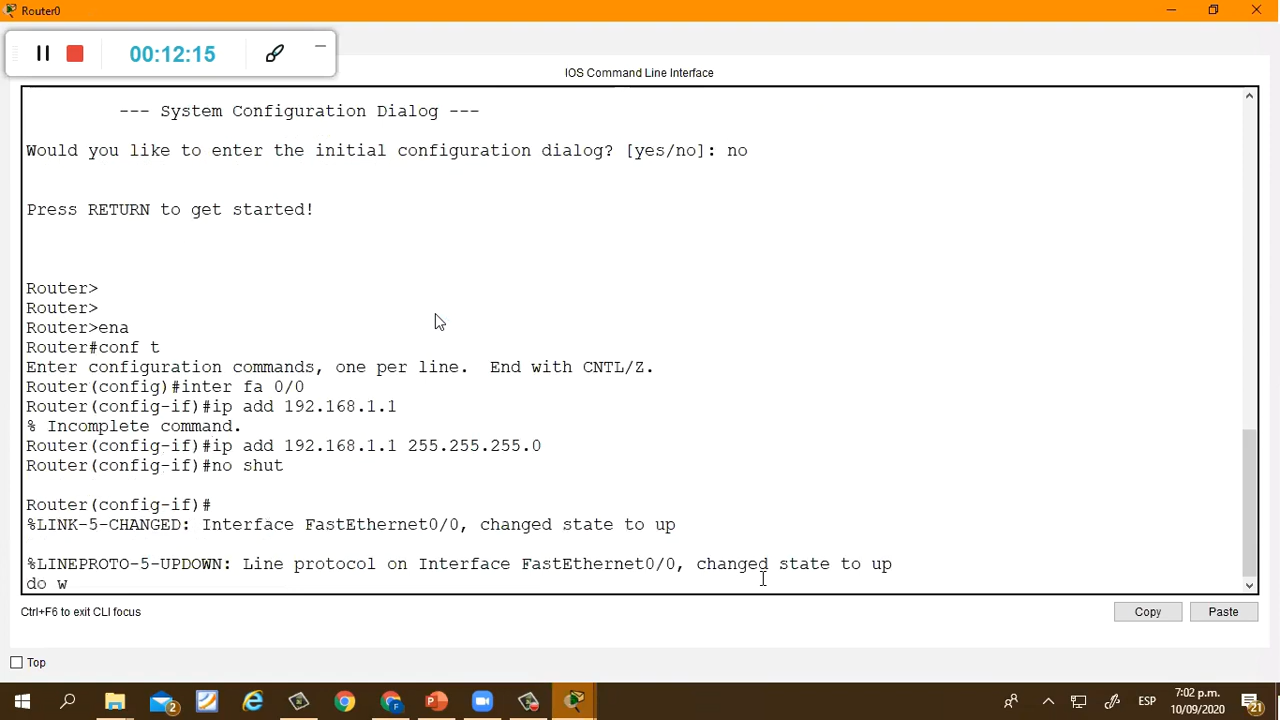 Router0
00:12:15
IOS Command Line Interface
--- System Configuration Dialog ---
Would you like to enter the initial configuration dialog? [yes/no]: no
Press RETURN to get started!
Router>
Router>
Router>ena
Router#conf t
Enter configuration commands, one per line.  End with CNTL/Z.
Router(config)#inter fa 0/0
Router(config-if)#ip add 192.168.1.1
% Incomplete command.
Router(config-if)#ip add 192.168.1.1 255.255.255.0
Router(config-if)#no shut
Router(config-if)#
%LINK-5-CHANGED: Interface FastEthernet0/0, changed state to up
%LINEPROTO-5-UPDOWN: Line protocol on Interface FastEthernet0/0, changed state to up
do w
Ctrl+F6 to exit CLI focus
Copy
Paste
Top
2
ESP
7:02 p.m.
10/09/2020
21